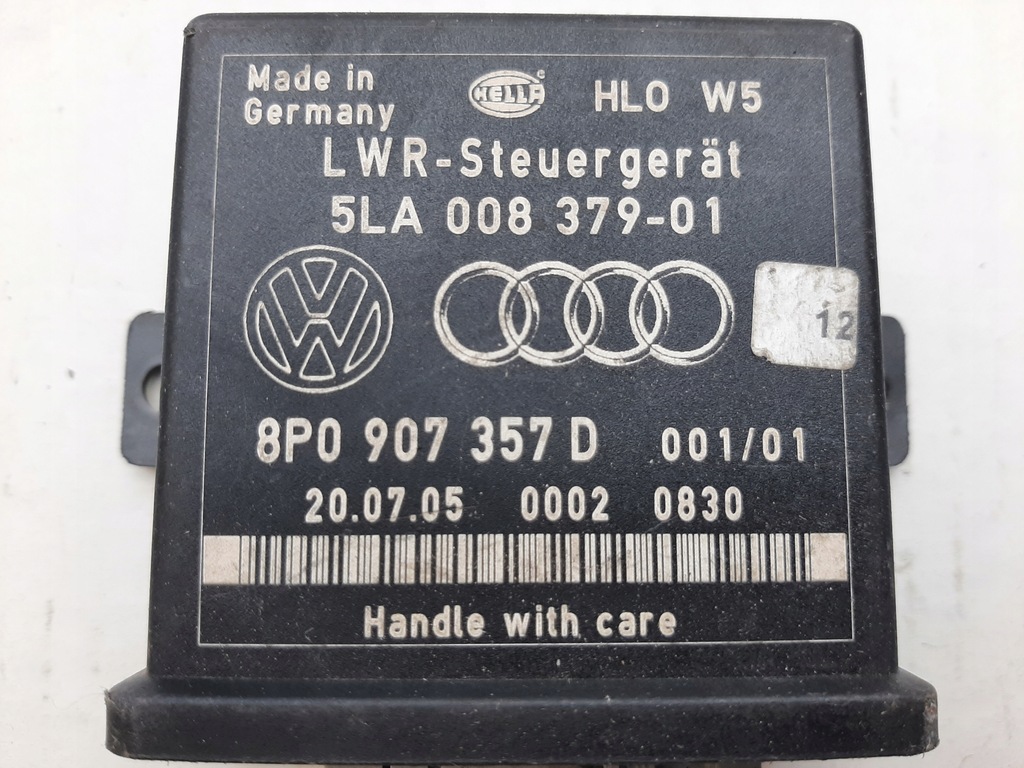 Made in HELLA HLO W5
Germany
LWR-Steuergerät
5LA 008 379-01
12
8P0 907 357 D 001/01
20.07.05 0002 0830
Handle with care